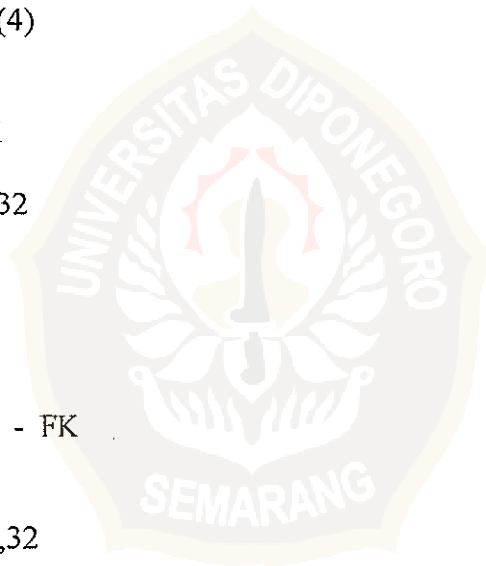 (4)
UNIVERSITAS DIPONEGORO
32
- FK
SEMARANG
,32